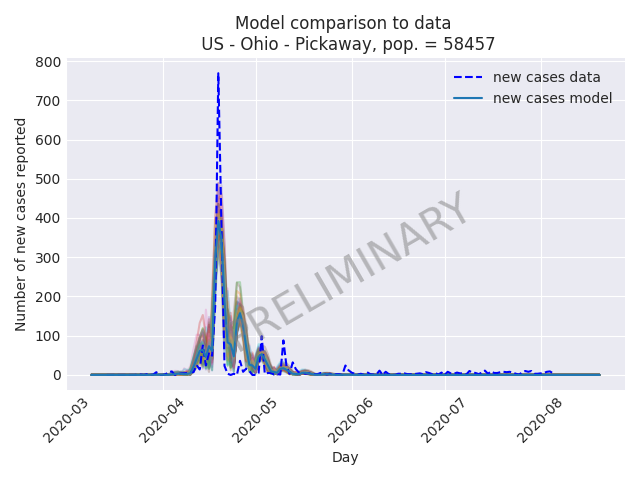 Model comparison to data
US - Ohio - Pickaway, pop. = 58457
800
700
600
500
400
300
200
100
0
Number of new cases reported
new cases data
new cases model
PRELIMINARY
2020-03
2020-04
2020-05
2020-06
2020-07
2020-08
Day